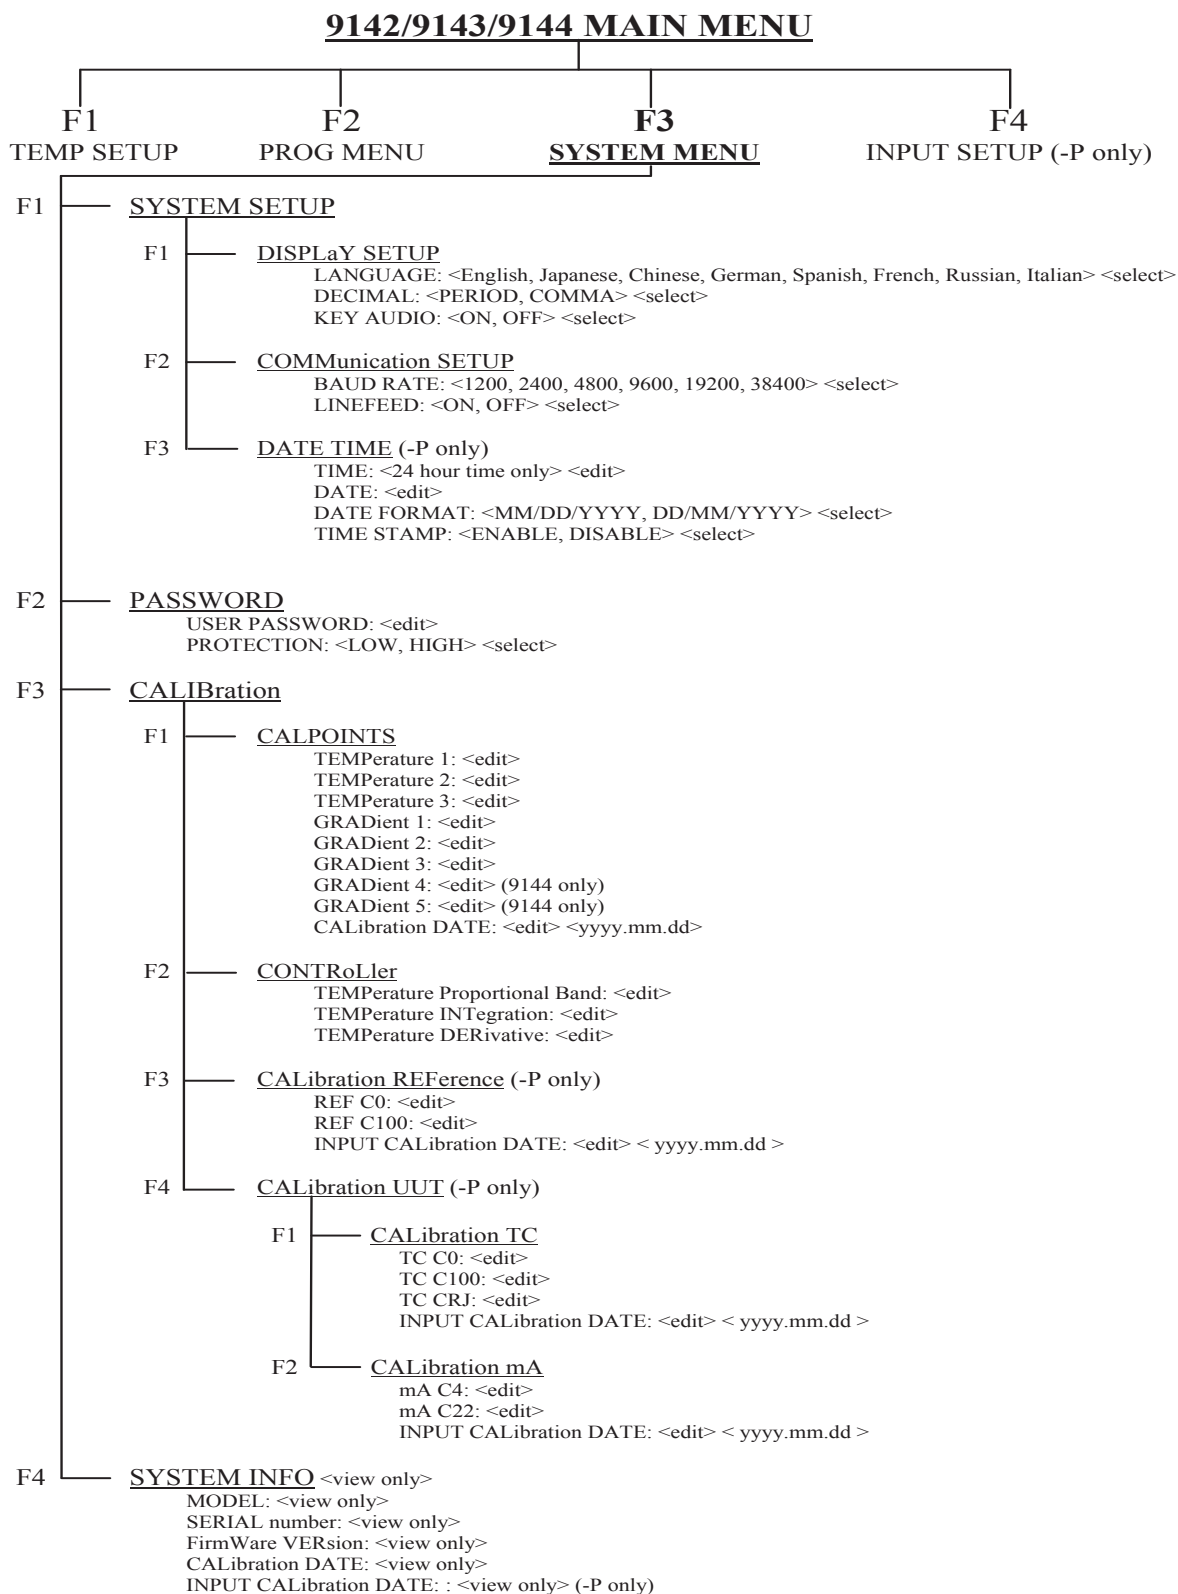 9142/9143/9144 MAIN MENU
F1 F2 F3 F4
TEMP SETUP PROG MENU SYSTEM MENU INPUT SETUP (-P only)
F1 SYSTEM SETUP
F1 DISPLaY SETUP
LANGUAGE: <English, Japanese, Chinese, German, Spanish, French, Russian, Italian> <select>
DECIMAL: <PERIOD, COMMA> <select>
KEY AUDIO: <ON, OFF> <select>
F2 COMMunication SETUP
BAUD RATE: <1200, 2400, 4800, 9600, 19200, 38400> <select>
LINEFEED: <ON, OFF> <select>
F3 DATE TIME (-P only)
TIME: <24 hour time only> <edit>
DATE: <edit>
DATE FORMAT: <MM/DD/YYYY, DD/MM/YYYY> <select>
TIME STAMP: <ENABLE, DISABLE> <select>
F2 PASSWORD
USER PASSWORD: <edit>
PROTECTION: <LOW, HIGH> <select>
F3 CALIBration
F1 CALPOINTS
TEMPerature 1: <edit>
TEMPerature 2: <edit>
TEMPerature 3: <edit>
GRADient 1: <edit>
GRADient 2: <edit>
GRADient 3: <edit>
GRADient 4: <edit> (9144 only)
GRADient 5: <edit> (9144 only)
CALibration DATE: <edit> <yyyy.mm.dd>
F2 CONTRoLler
TEMPerature Proportional Band: <edit>
TEMPerature INTegration: <edit>
TEMPerature DERivative: <edit>
F3 CALibration REFerence (-P only)
REF C0: <edit>
REF C100: <edit>
INPUT CALibration DATE: <edit> < yyyy.mm.dd >
F4 CALibration UUT (-P only)
F1 CALibration TC
TC C0: <edit>
TC C100: <edit>
TC CRJ: <edit>
INPUT CALibration DATE: <edit> < yyyy.mm.dd >
F2 CALibration mA
mA C4: <edit>
mA C22: <edit>
INPUT CALibration DATE: <edit> < yyyy.mm.dd >
F4 SYSTEM INFO <view only>
MODEL: <view only>
SERIAL number: <view only>
FirmWare VERsion: <view only>
CALibration DATE: <view only>
INPUT CALibration DATE: : <view only> (-P only)